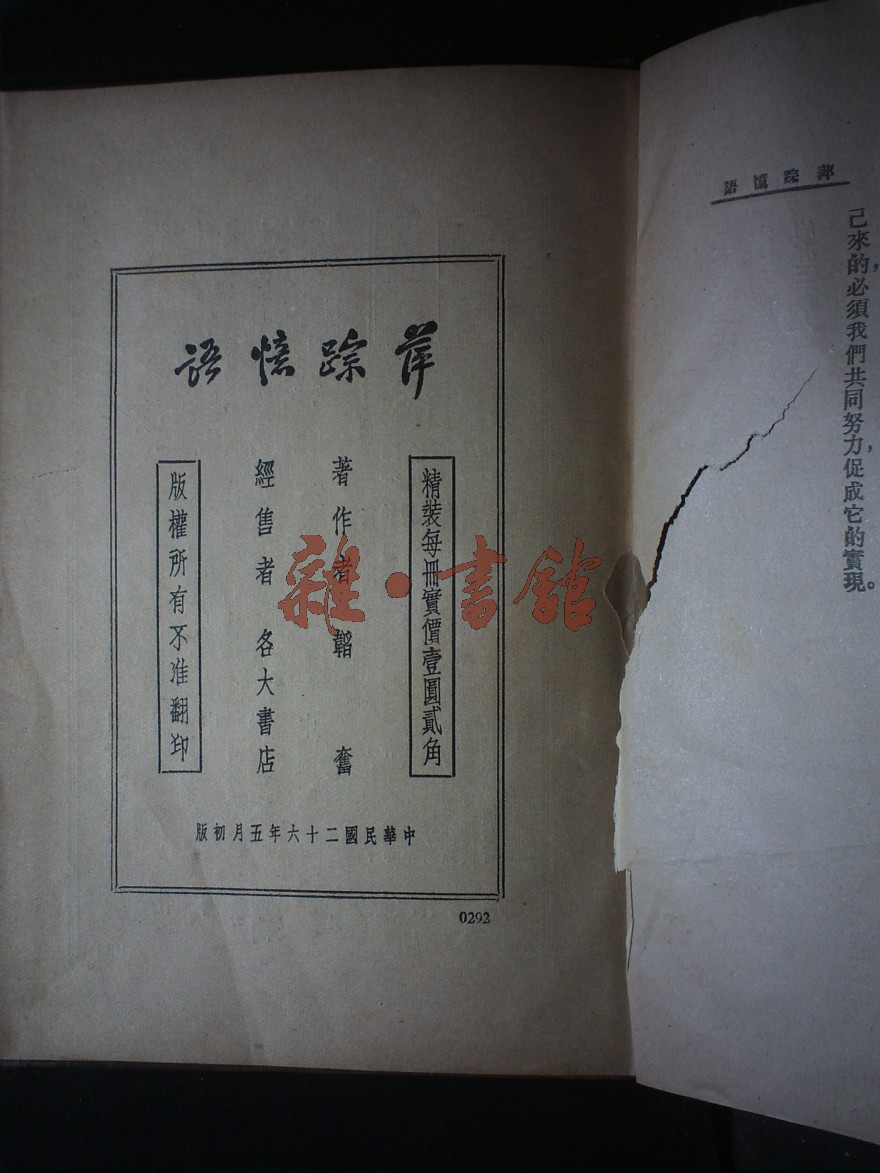 萍踪憶語
己來的，必須我們共同努力，促成它的實現。
萍踪憶語
精裝每冊實價壹圓貳角
著作者 韜奮
經售者 各大書店
版權所有不准翻印
中華民國二十六年五月初版
0292
雜·書館